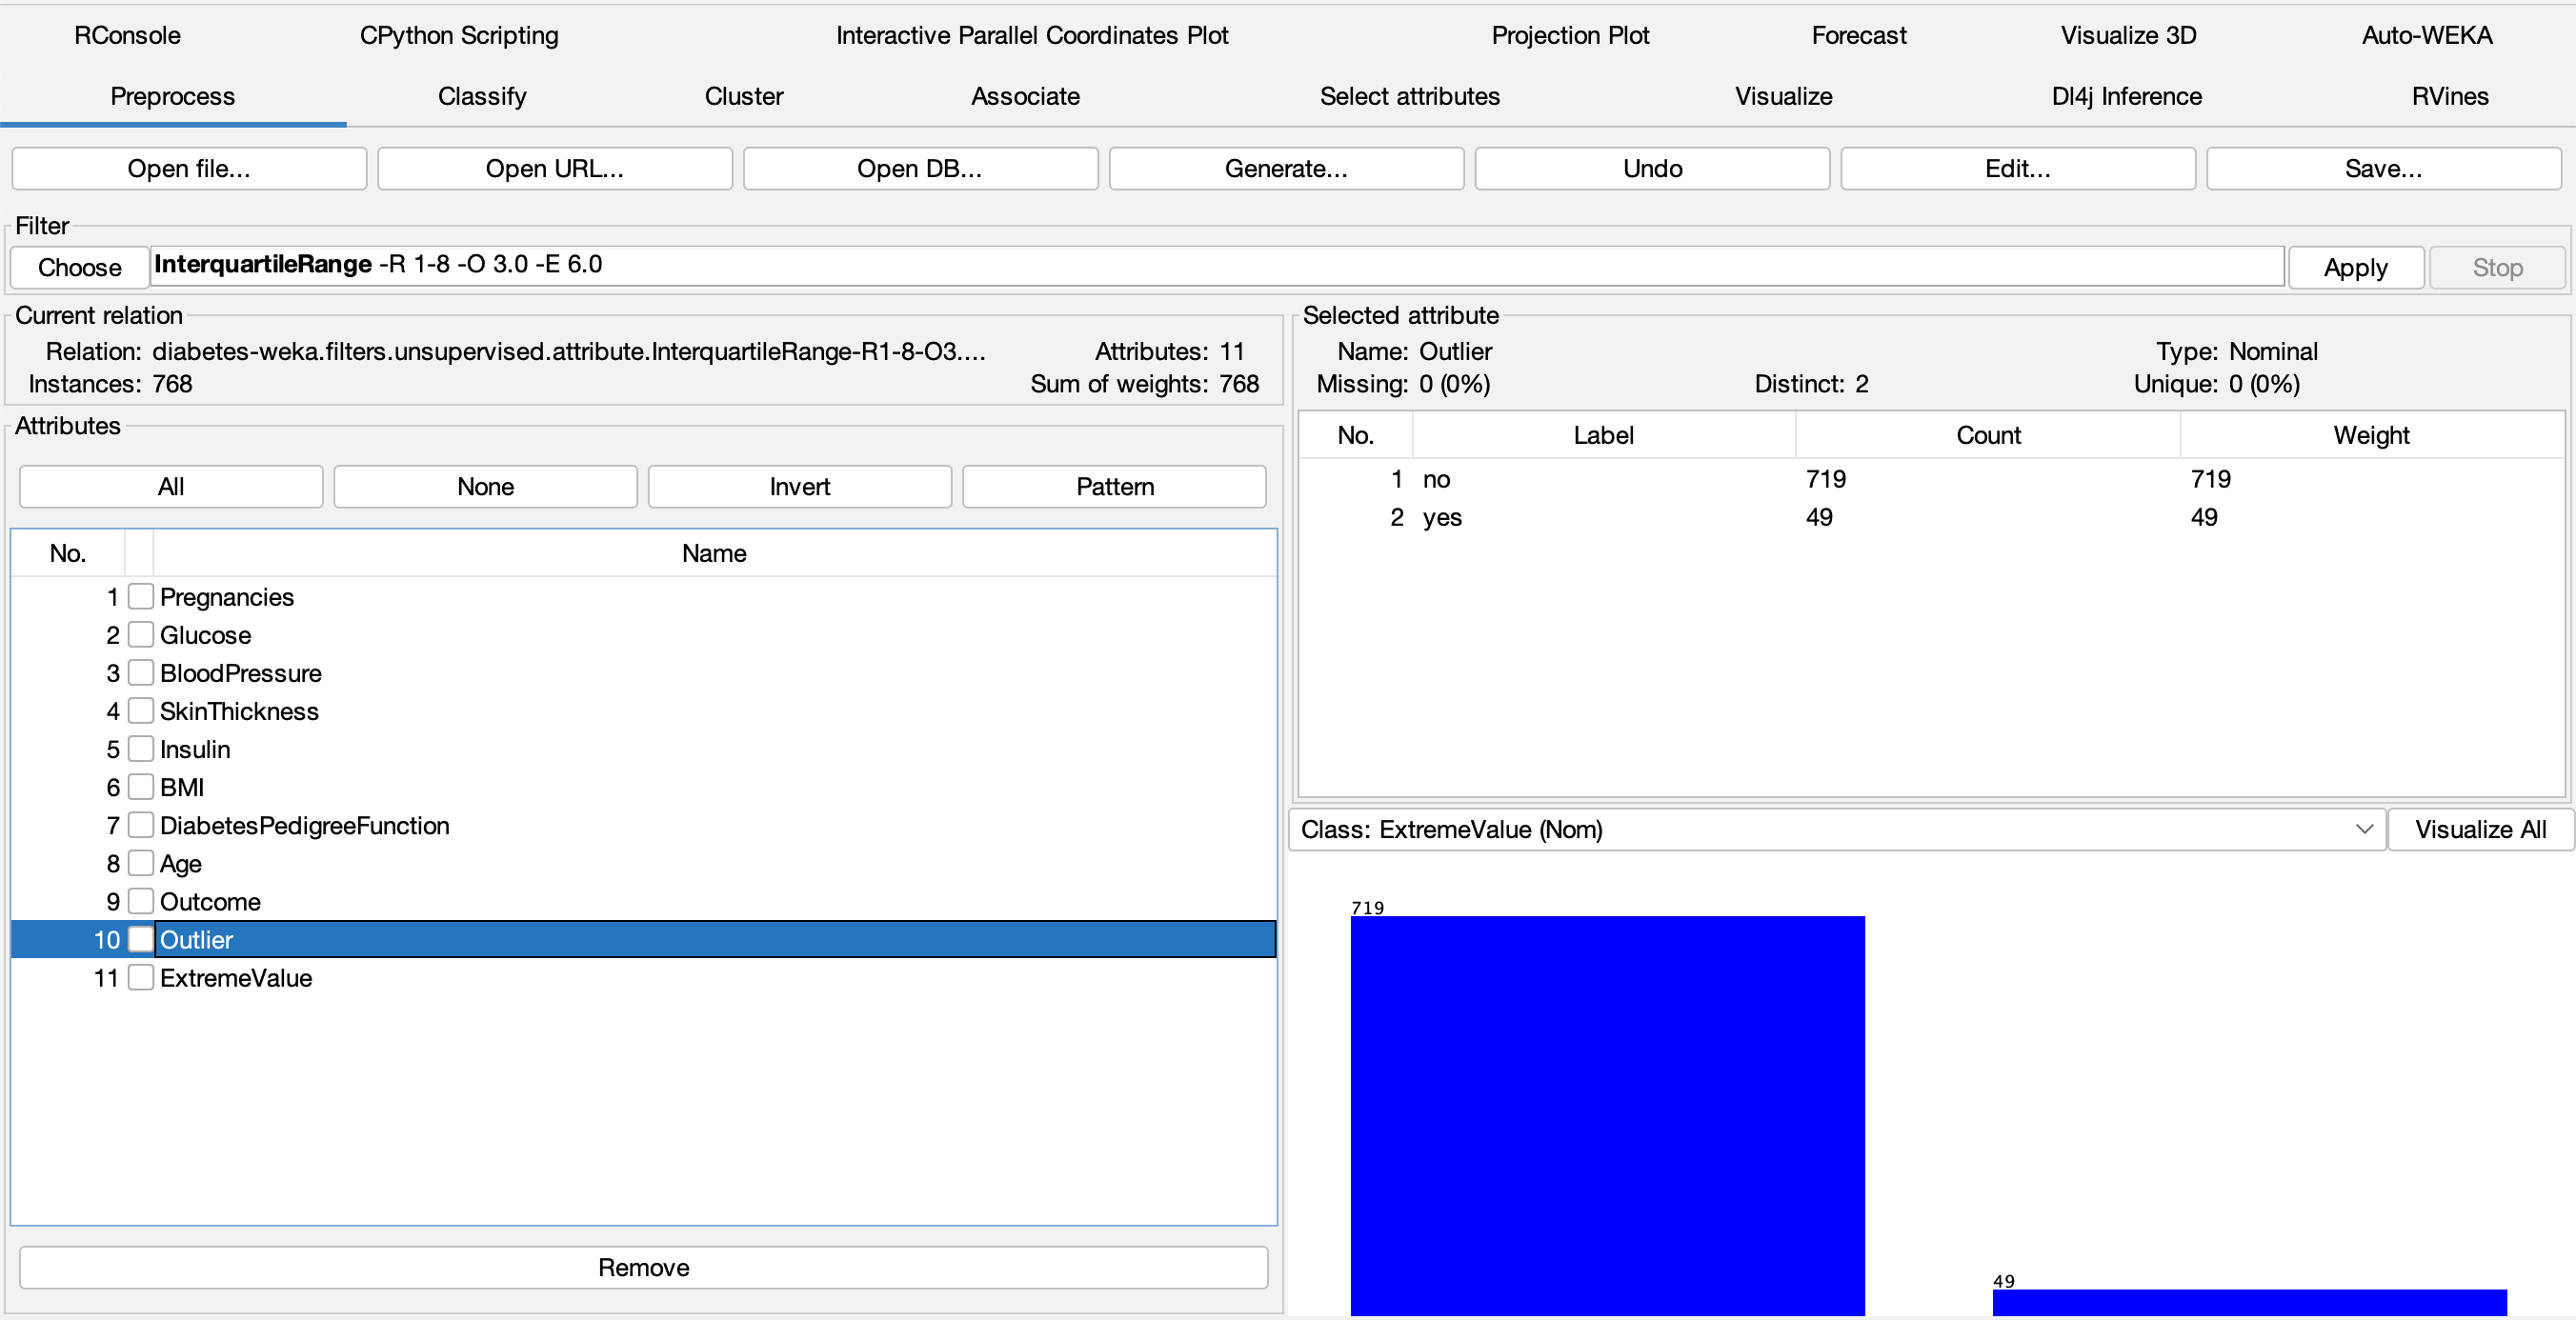 RConsole CPython Scripting Interactive Parallel Coordinates Plot Projection Plot Forecast Visualize 3D Auto-WEKA
Preprocess Classify Cluster Associate Select attributes Visualize Dl4j Inference RVines
Open file... Open URL... Open DB... Generate... Undo Edit... Save...
Filter
Choose InterquartileRange -R 1-8 -O 3.0 -E 6.0 Apply Stop
Current relation
Relation: diabetes-weka.filters.unsupervised.attribute.InterquartileRange-R1-8-O3.... Attributes: 11
Instances: 768 Sum of weights: 768
Attributes
All None Invert Pattern
No. Name
1 Pregnancies
2 Glucose
3 BloodPressure
4 SkinThickness
5 Insulin
6 BMI
7 DiabetesPedigreeFunction
8 Age
9 Outcome
10 Outlier
11 ExtremeValue
Remove
Selected attribute
Name: Outlier Type: Nominal
Missing: 0 (0%) Distinct: 2 Unique: 0 (0%)
No. Label Count Weight
1 no 719 719
2 yes 49 49
Class: ExtremeValue (Nom) Visualize All
719
49